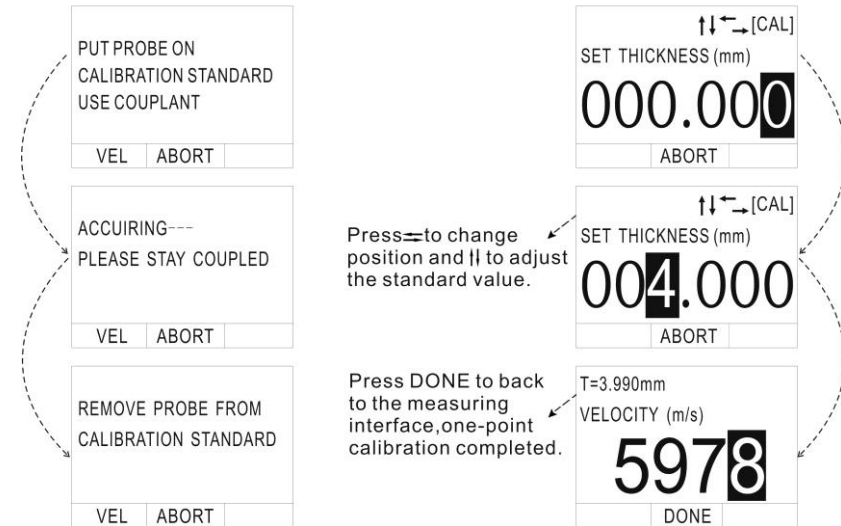 PUT PROBE ON
CALIBRATION STANDARD
USE COUPLANT
VEL ABORT
ACCUIRING---
PLEASE STAY COUPLED
VEL ABORT
REMOVE PROBE FROM
CALIBRATION STANDARD
VEL ABORT
↑↓←→[CAL]
SET THICKNESS (mm)
000.000
ABORT
Press⇆to change
position and ↑↓ to adjust
the standard value.
↑↓←→[CAL]
SET THICKNESS (mm)
004.000
ABORT
Press DONE to back
to the measuring
interface,one-point
calibration completed.
T=3.990mm
VELOCITY (m/s)
5978
DONE